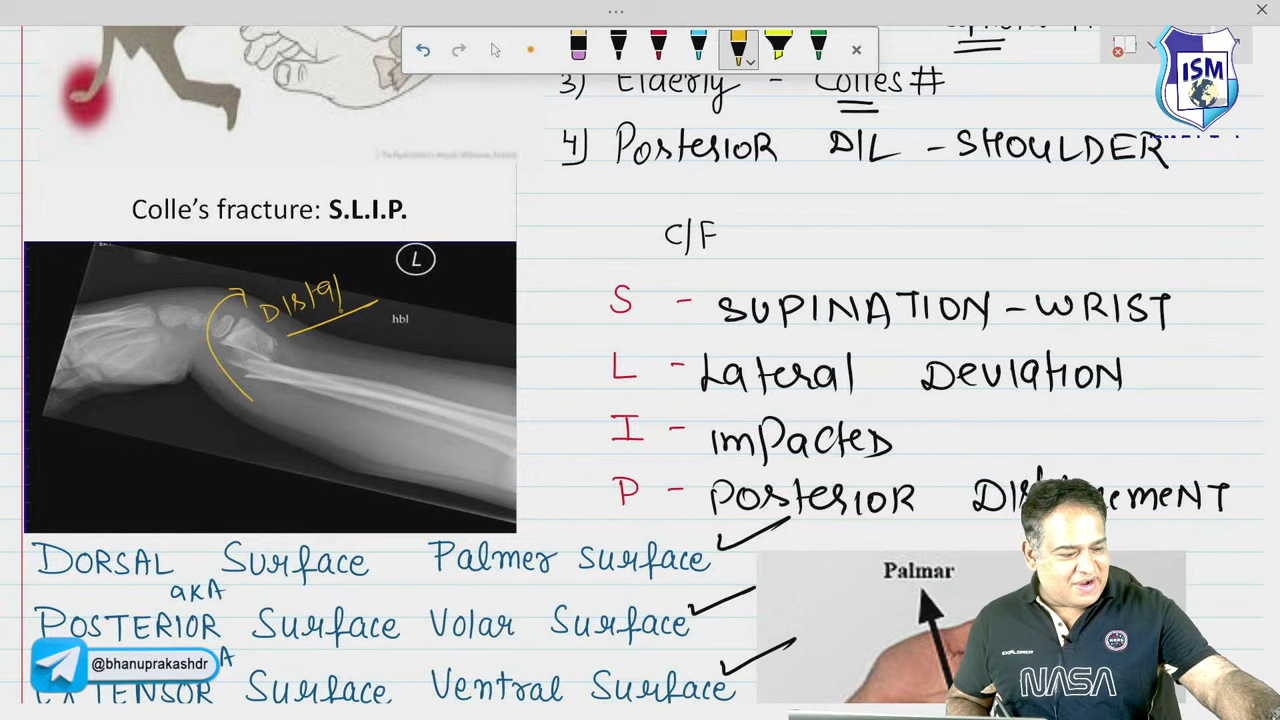 ISM
3) Elderly - Colles #
4) Posterior D/L - SHOULDER
Colle's fracture: S.L.I.P.
C/F
L
Distal
hbl
S - SUPINATION - WRIST
L - Lateral Deviation
I - Impacted
P - Posterior
DORSAL Surface Palmer surface
aKA
POSTERIOR Surface Volar Surface
@bhanuprakashdr
Surface Ventral Surface
Palmar
EXPLORER
NASA